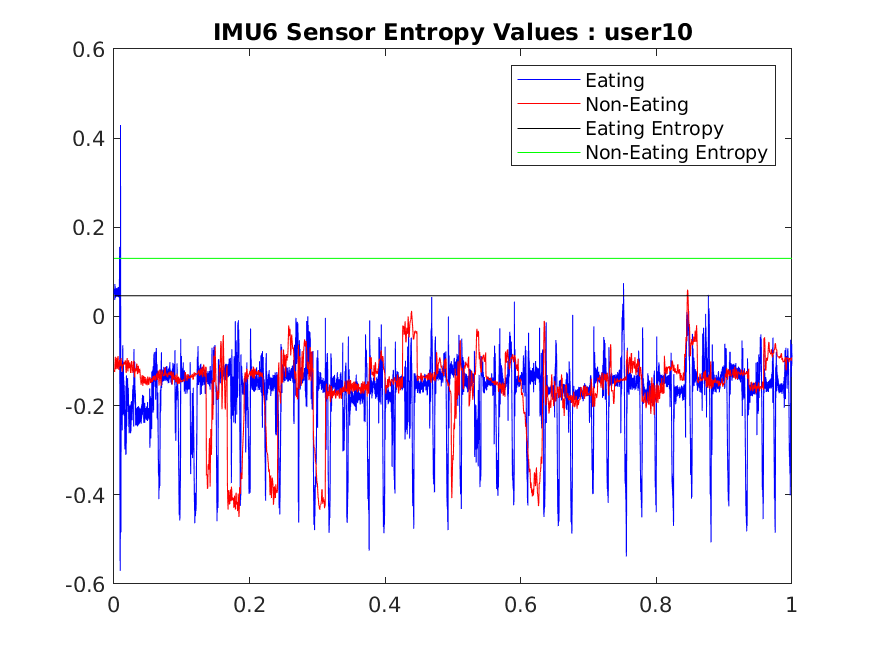 IMU6 Sensor Entropy Values : user10
0.6
0.4
0.2
0
-0.2
-0.4
-0.6
Eating
Non-Eating
Eating Entropy
Non-Eating Entropy
0 0.2 0.4 0.6 0.8 1